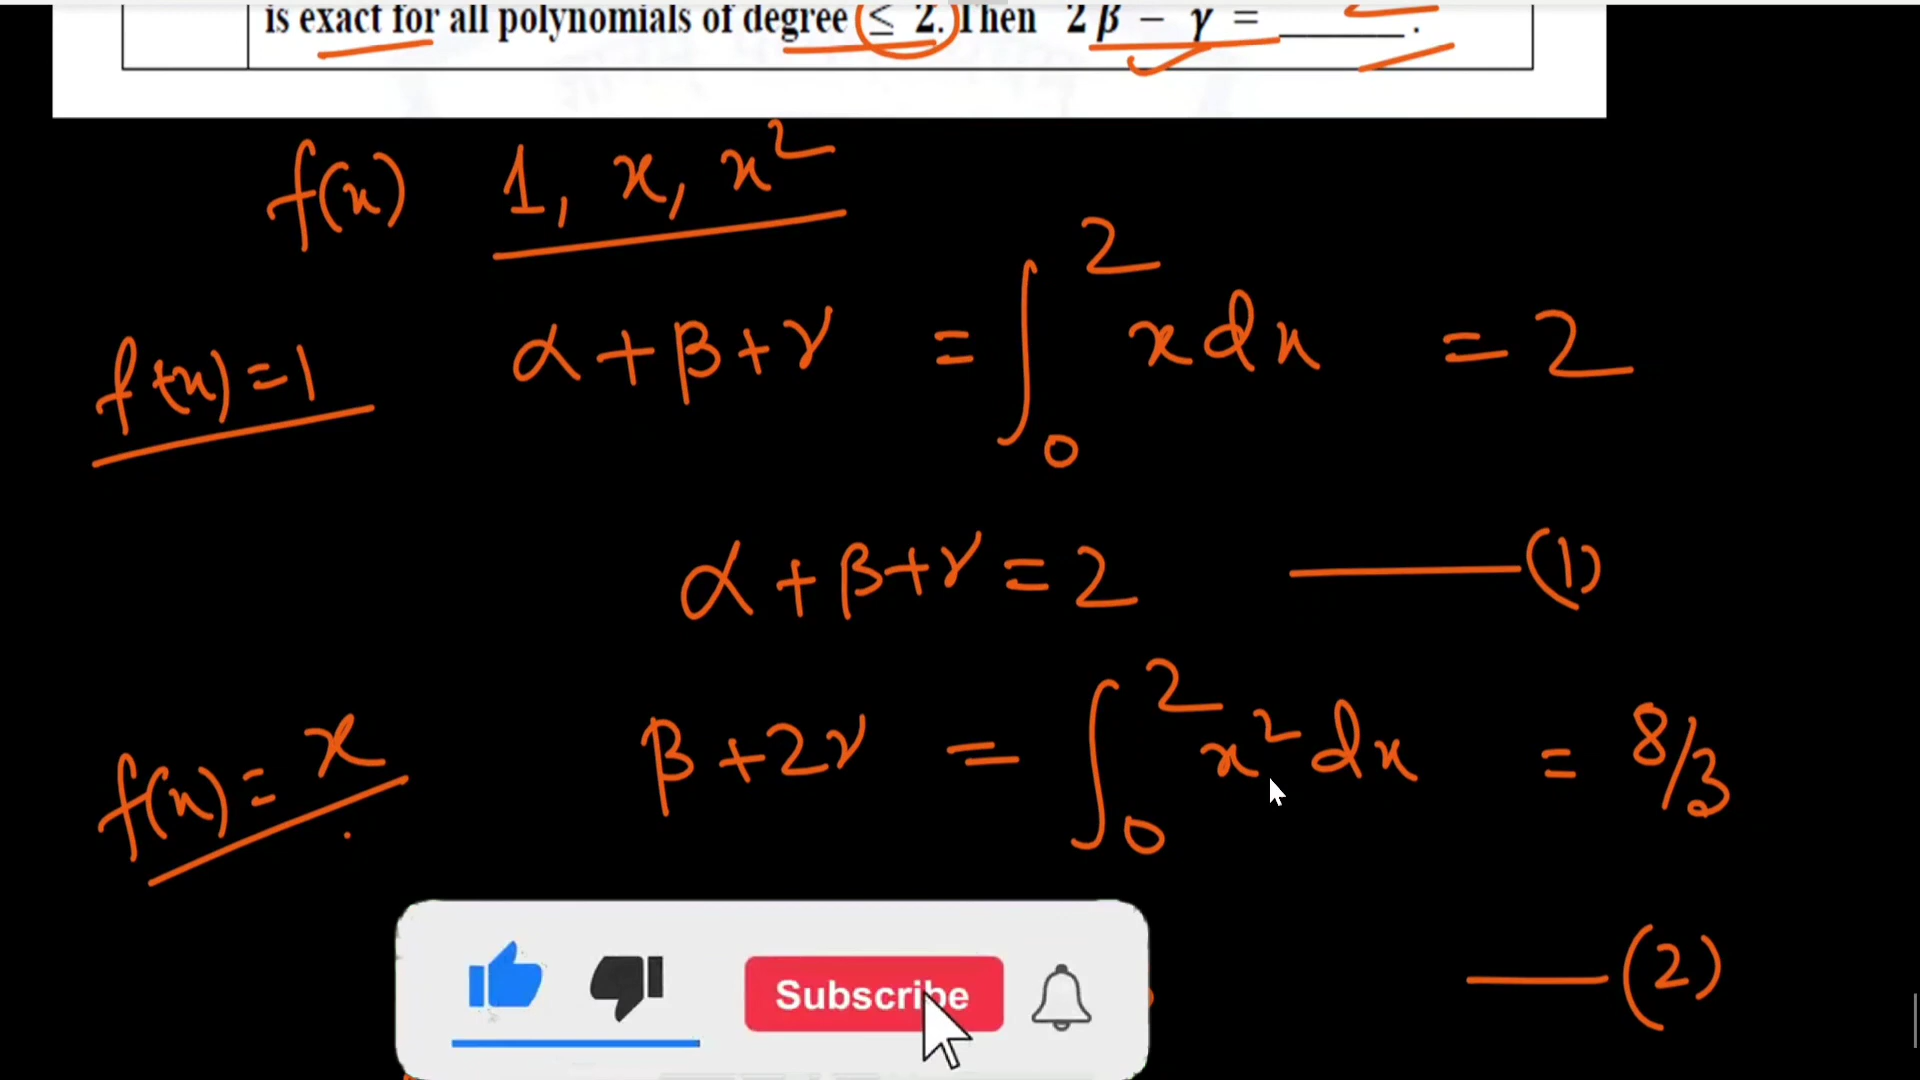 is exact for all polynomials of degree ≤ 2. Then 2 β − γ = ______ .
f(x) 1, x, x²
f(x)=1 α+β+γ = ∫₀² x dx = 2
α+β+γ=2 ——— (1)
f(x)=x β+2γ = ∫₀² x² dx = 8/3
——— (2)
Subscribe